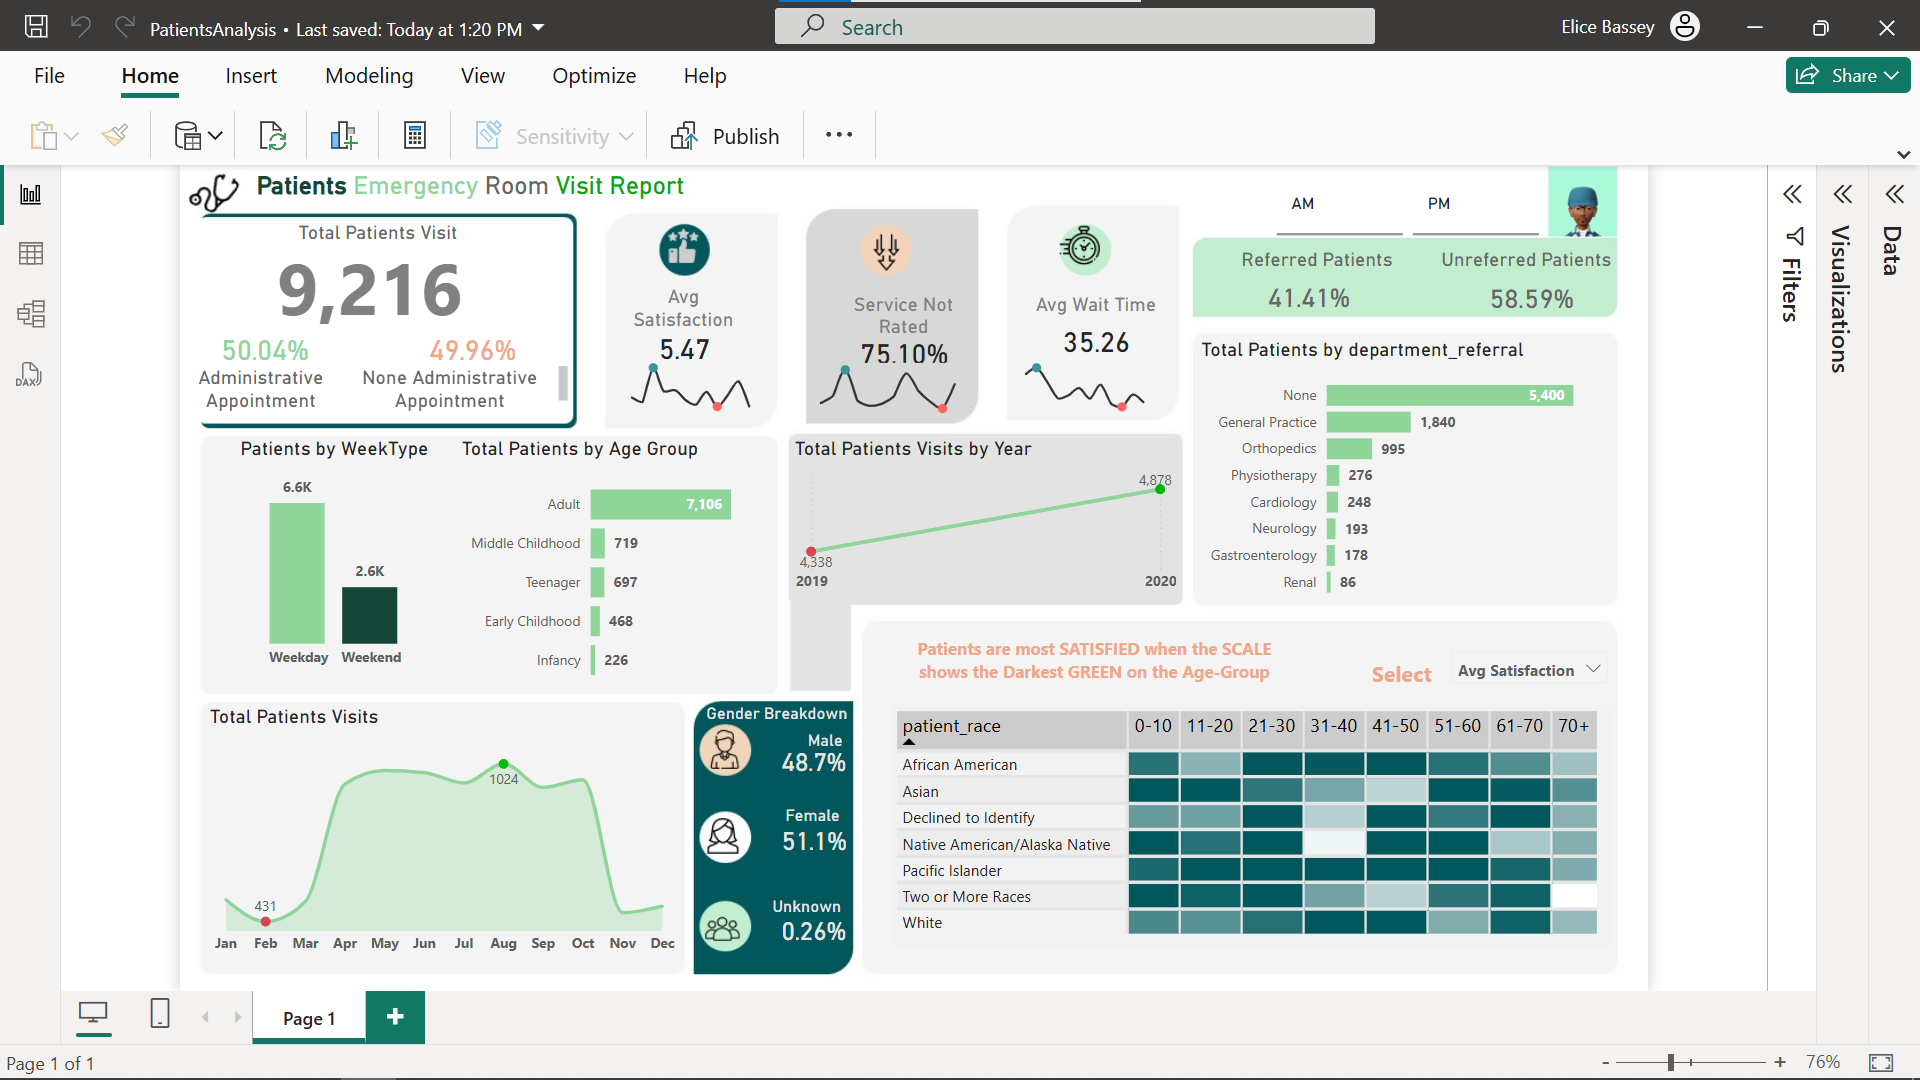 PatientsAnalysis • Last saved: Today at 1:20 PM
Search
Elice Bassey
File
Home
Insert
Modeling
View
Optimize
Help
Share
Sensitivity
Publish
Patients Emergency Room Visit Report
AM
PM
Total Patients Visit
9,216
50.04%
Administrative
Appointment
49.96%
None Administrative
Appointment
Avg
Satisfaction
5.47
Service Not
Rated
75.10%
Avg Wait Time
35.26
Referred Patients
41.41%
Unreferred Patients
58.59%
Total Patients by department_referral
None 5,400
General Practice 1,840
Orthopedics 995
Physiotherapy 276
Cardiology 248
Neurology 193
Gastroenterology 178
Renal 86
Patients by WeekType
6.6K
2.6K
Weekday Weekend
Total Patients by Age Group
Adult 7,106
Middle Childhood 719
Teenager 697
Early Childhood 468
Infancy 226
Total Patients Visits by Year
4,878
4,338
2019 2020
Total Patients Visits
1024
431
Jan Feb Mar Apr May Jun Jul Aug Sep Oct Nov Dec
Gender Breakdown
Male
48.7%
Female
51.1%
Unknown
0.26%
Patients are most SATISFIED when the SCALE
shows the Darkest GREEN on the Age-Group
Select
Avg Satisfaction
patient_race 0-10 11-20 21-30 31-40 41-50 51-60 61-70 70+
African American
Asian
Declined to Identify
Native American/Alaska Native
Pacific Islander
Two or More Races
White
Filters
Visualizations
Data
DAX
Page 1
+
Page 1 of 1
- + 76%